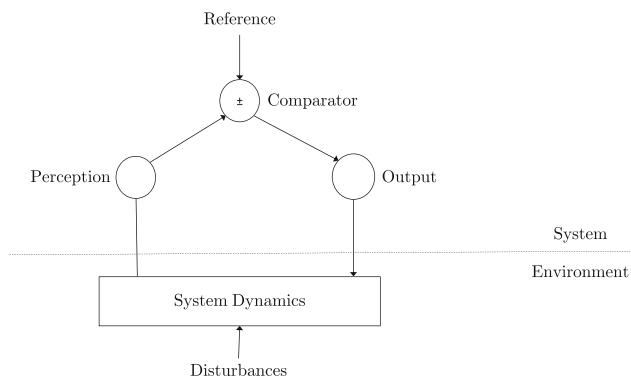 Reference
±
Comparator
Perception
Output
System
Environment
System Dynamics
Disturbances